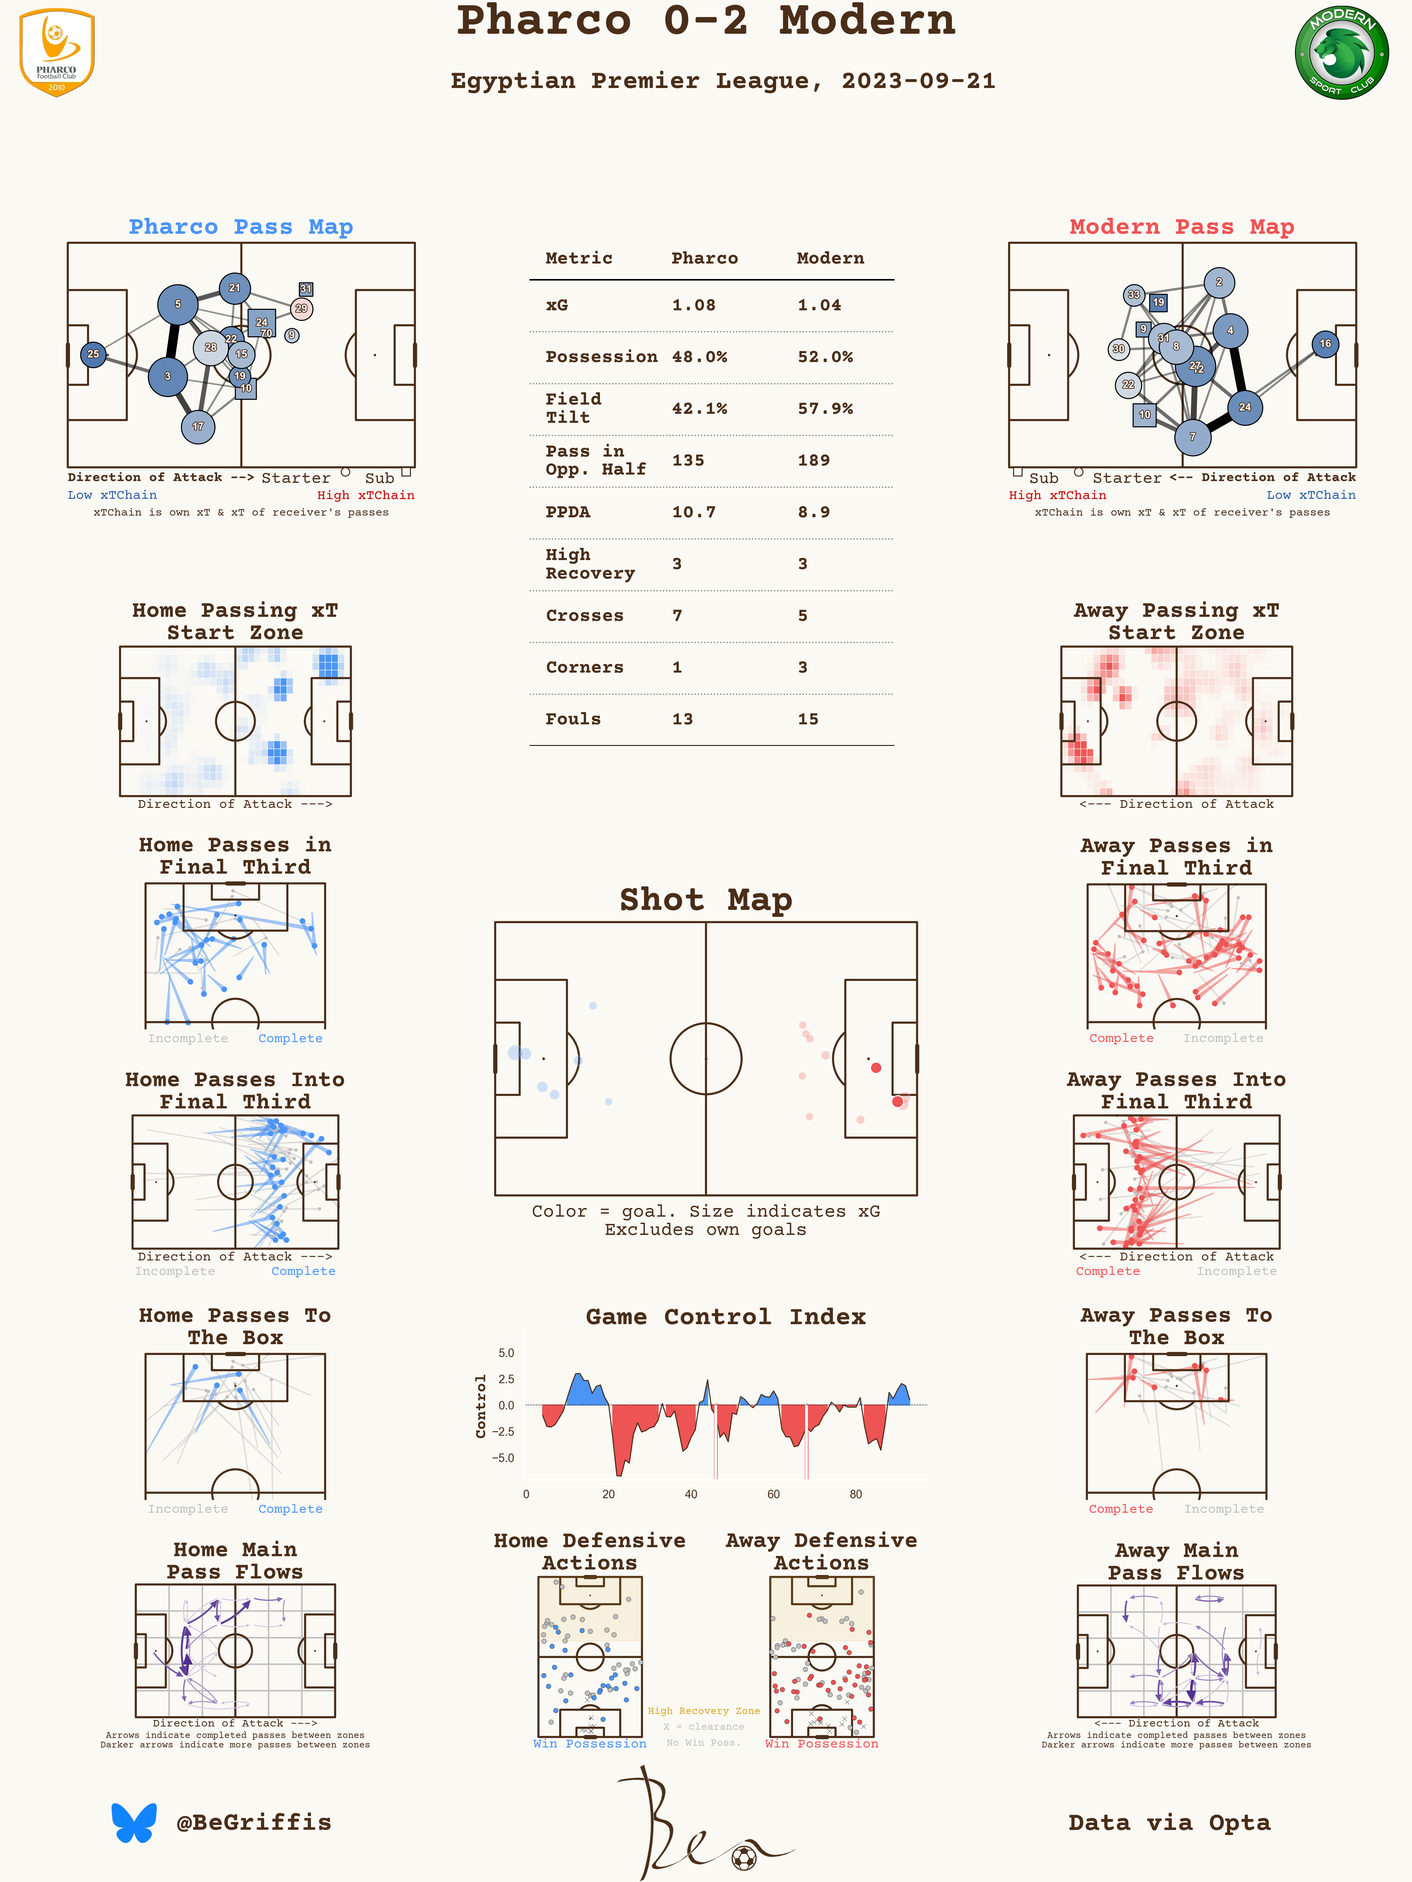 Pharco 0-2 Modern
Egyptian Premier League, 2023-09-21
PHARCO
Football Club
2010
MODERN
SPORT CLUB
Pharco Pass Map
25
5
3
17
21
28
22
15
19
10
24
70
9
29
31
Direction of Attack --> Starter Sub
Low xTChain High xTChain
xTChain is own xT & xT of receiver's passes
Metric Pharco Modern
xG 1.08 1.04
Possession 48.0% 52.0%
Field
Tilt 42.1% 57.9%
Pass in
Opp. Half 135 189
PPDA 10.7 8.9
High
Recovery 3 3
Crosses 7 5
Corners 1 3
Fouls 13 15
Modern Pass Map
33
19
2
9
31
8
4
30
27
16
22
10
24
7
Sub Starter <-- Direction of Attack
High xTChain Low xTChain
xTChain is own xT & xT of receiver's passes
Home Passing xT
Start Zone
Direction of Attack --->
Away Passing xT
Start Zone
<--- Direction of Attack
Home Passes in
Final Third
Incomplete Complete
Away Passes in
Final Third
Complete Incomplete
Shot Map
Color = goal. Size indicates xG
Excludes own goals
Home Passes Into
Final Third
Direction of Attack --->
Incomplete Complete
Away Passes Into
Final Third
<--- Direction of Attack
Complete Incomplete
Home Passes To
The Box
Incomplete Complete
Game Control Index
Control
5.0
2.5
0.0
−2.5
−5.0
0 20 40 60 80
Away Passes To
The Box
Complete Incomplete
Home Main
Pass Flows
Direction of Attack --->
Arrows indicate completed passes between zones
Darker arrows indicate more passes between zones
Home Defensive
Actions
Win Possession
Away Defensive
Actions
Win Possession
High Recovery Zone
X = clearance
No Win Poss.
Away Main
Pass Flows
<--- Direction of Attack
Arrows indicate completed passes between zones
Darker arrows indicate more passes between zones
@BeGriffis
Ben
Data via Opta